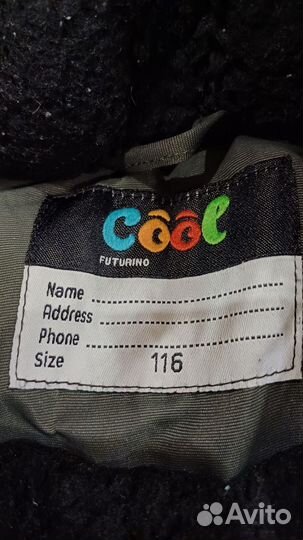 Cool
FUTURINO
Name
Address
Phone
Size 116
Avito